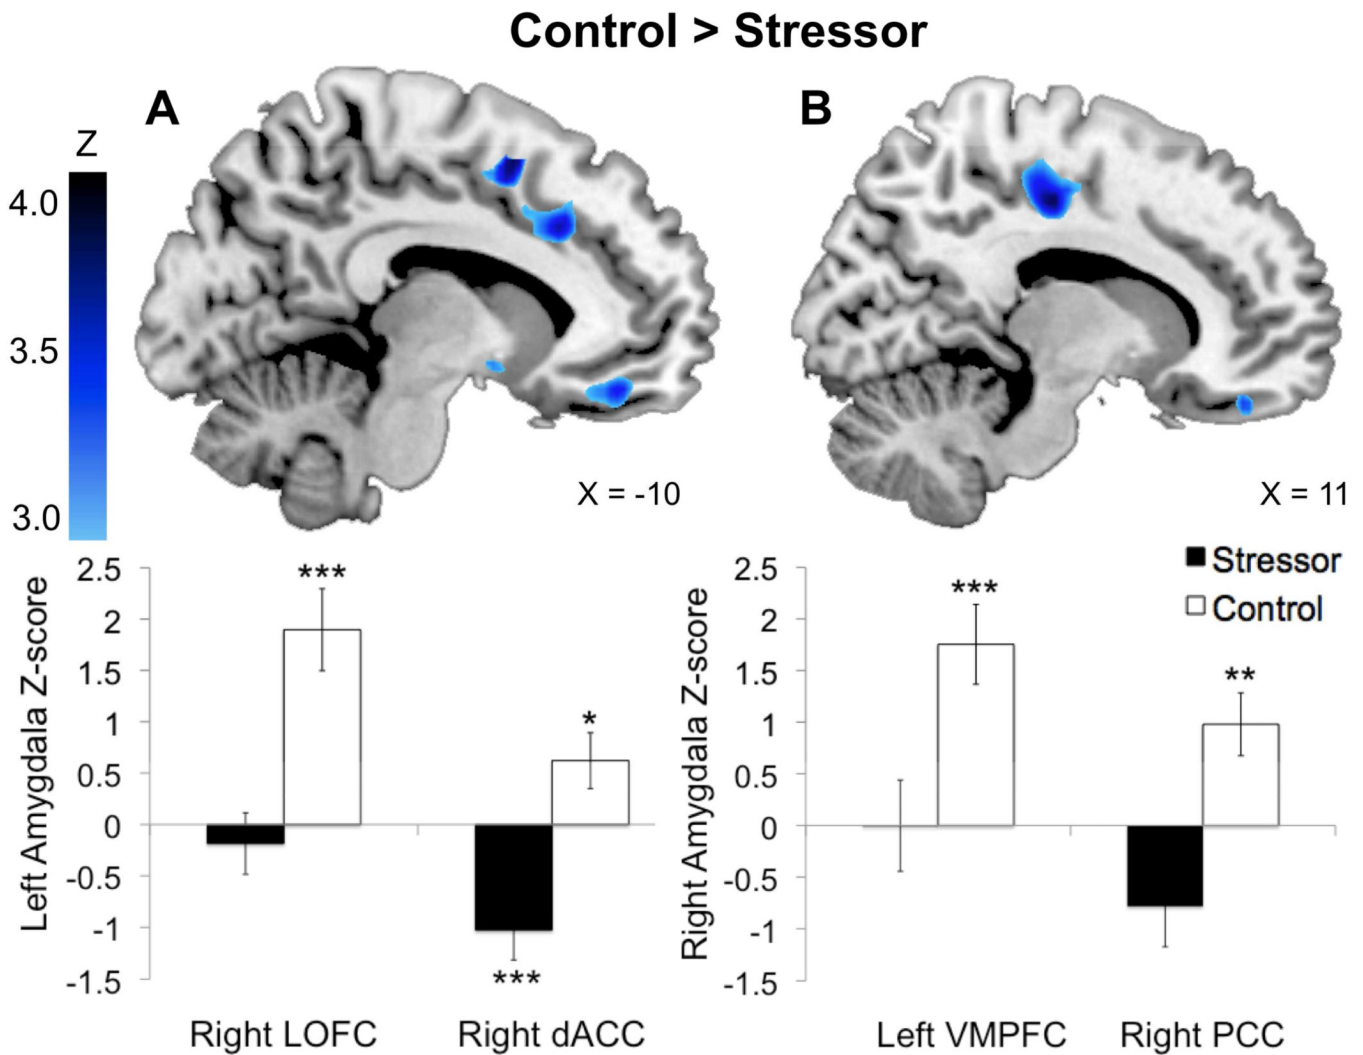 Control > Stressor
A
B
Z
4.0
3.5
3.0
X = -10
X = 11
Left Amygdala Z-score
2.5
2
1.5
1
0.5
0
-0.5
-1
-1.5
***
*
***
Right LOFC
Right dACC
Right Amygdala Z-score
2.5
2
1.5
1
0.5
0
-0.5
-1
-1.5
***
**
Stressor
Control
Left VMPFC
Right PCC